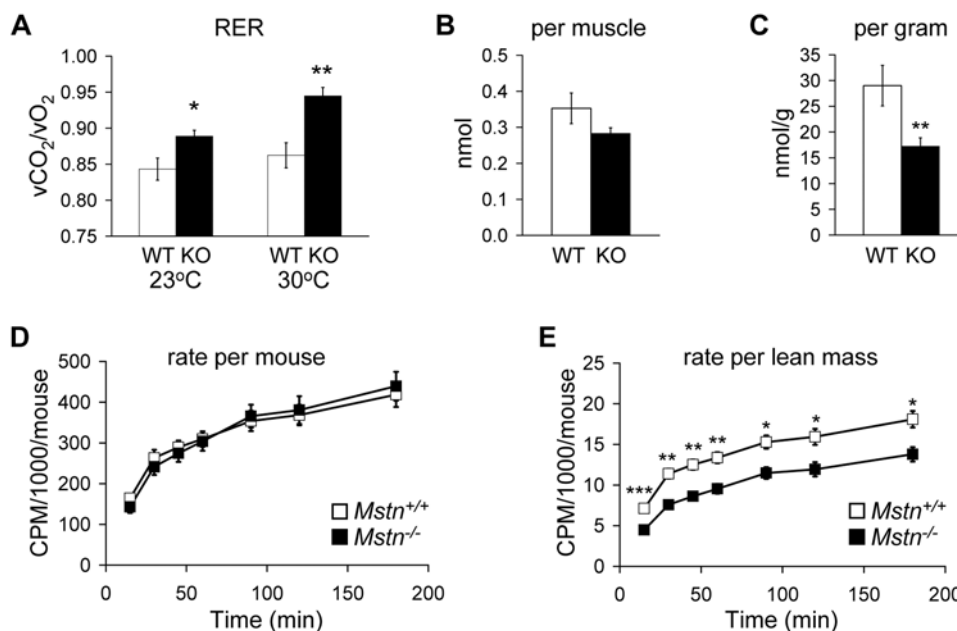 A
RER
vCO2/vO2
1.00
0.95
0.90
0.85
0.80
0.75
*
**
WT KO
23oC
WT KO
30oC
B
per muscle
nmol
0.5
0.4
0.3
0.2
0.1
0.0
WT KO
C
per gram
nmol/g
35
30
25
20
15
10
5
0
**
WT KO
D
rate per mouse
CPM/1000/mouse
500
400
300
200
100
0
Mstn+/+
Mstn-/-
0 50 100 150 200
Time (min)
E
rate per lean mass
CPM/1000/mouse
25
20
15
10
5
0
*** ** ** ** * * *
Mstn+/+
Mstn-/-
0 50 100 150 200
Time (min)